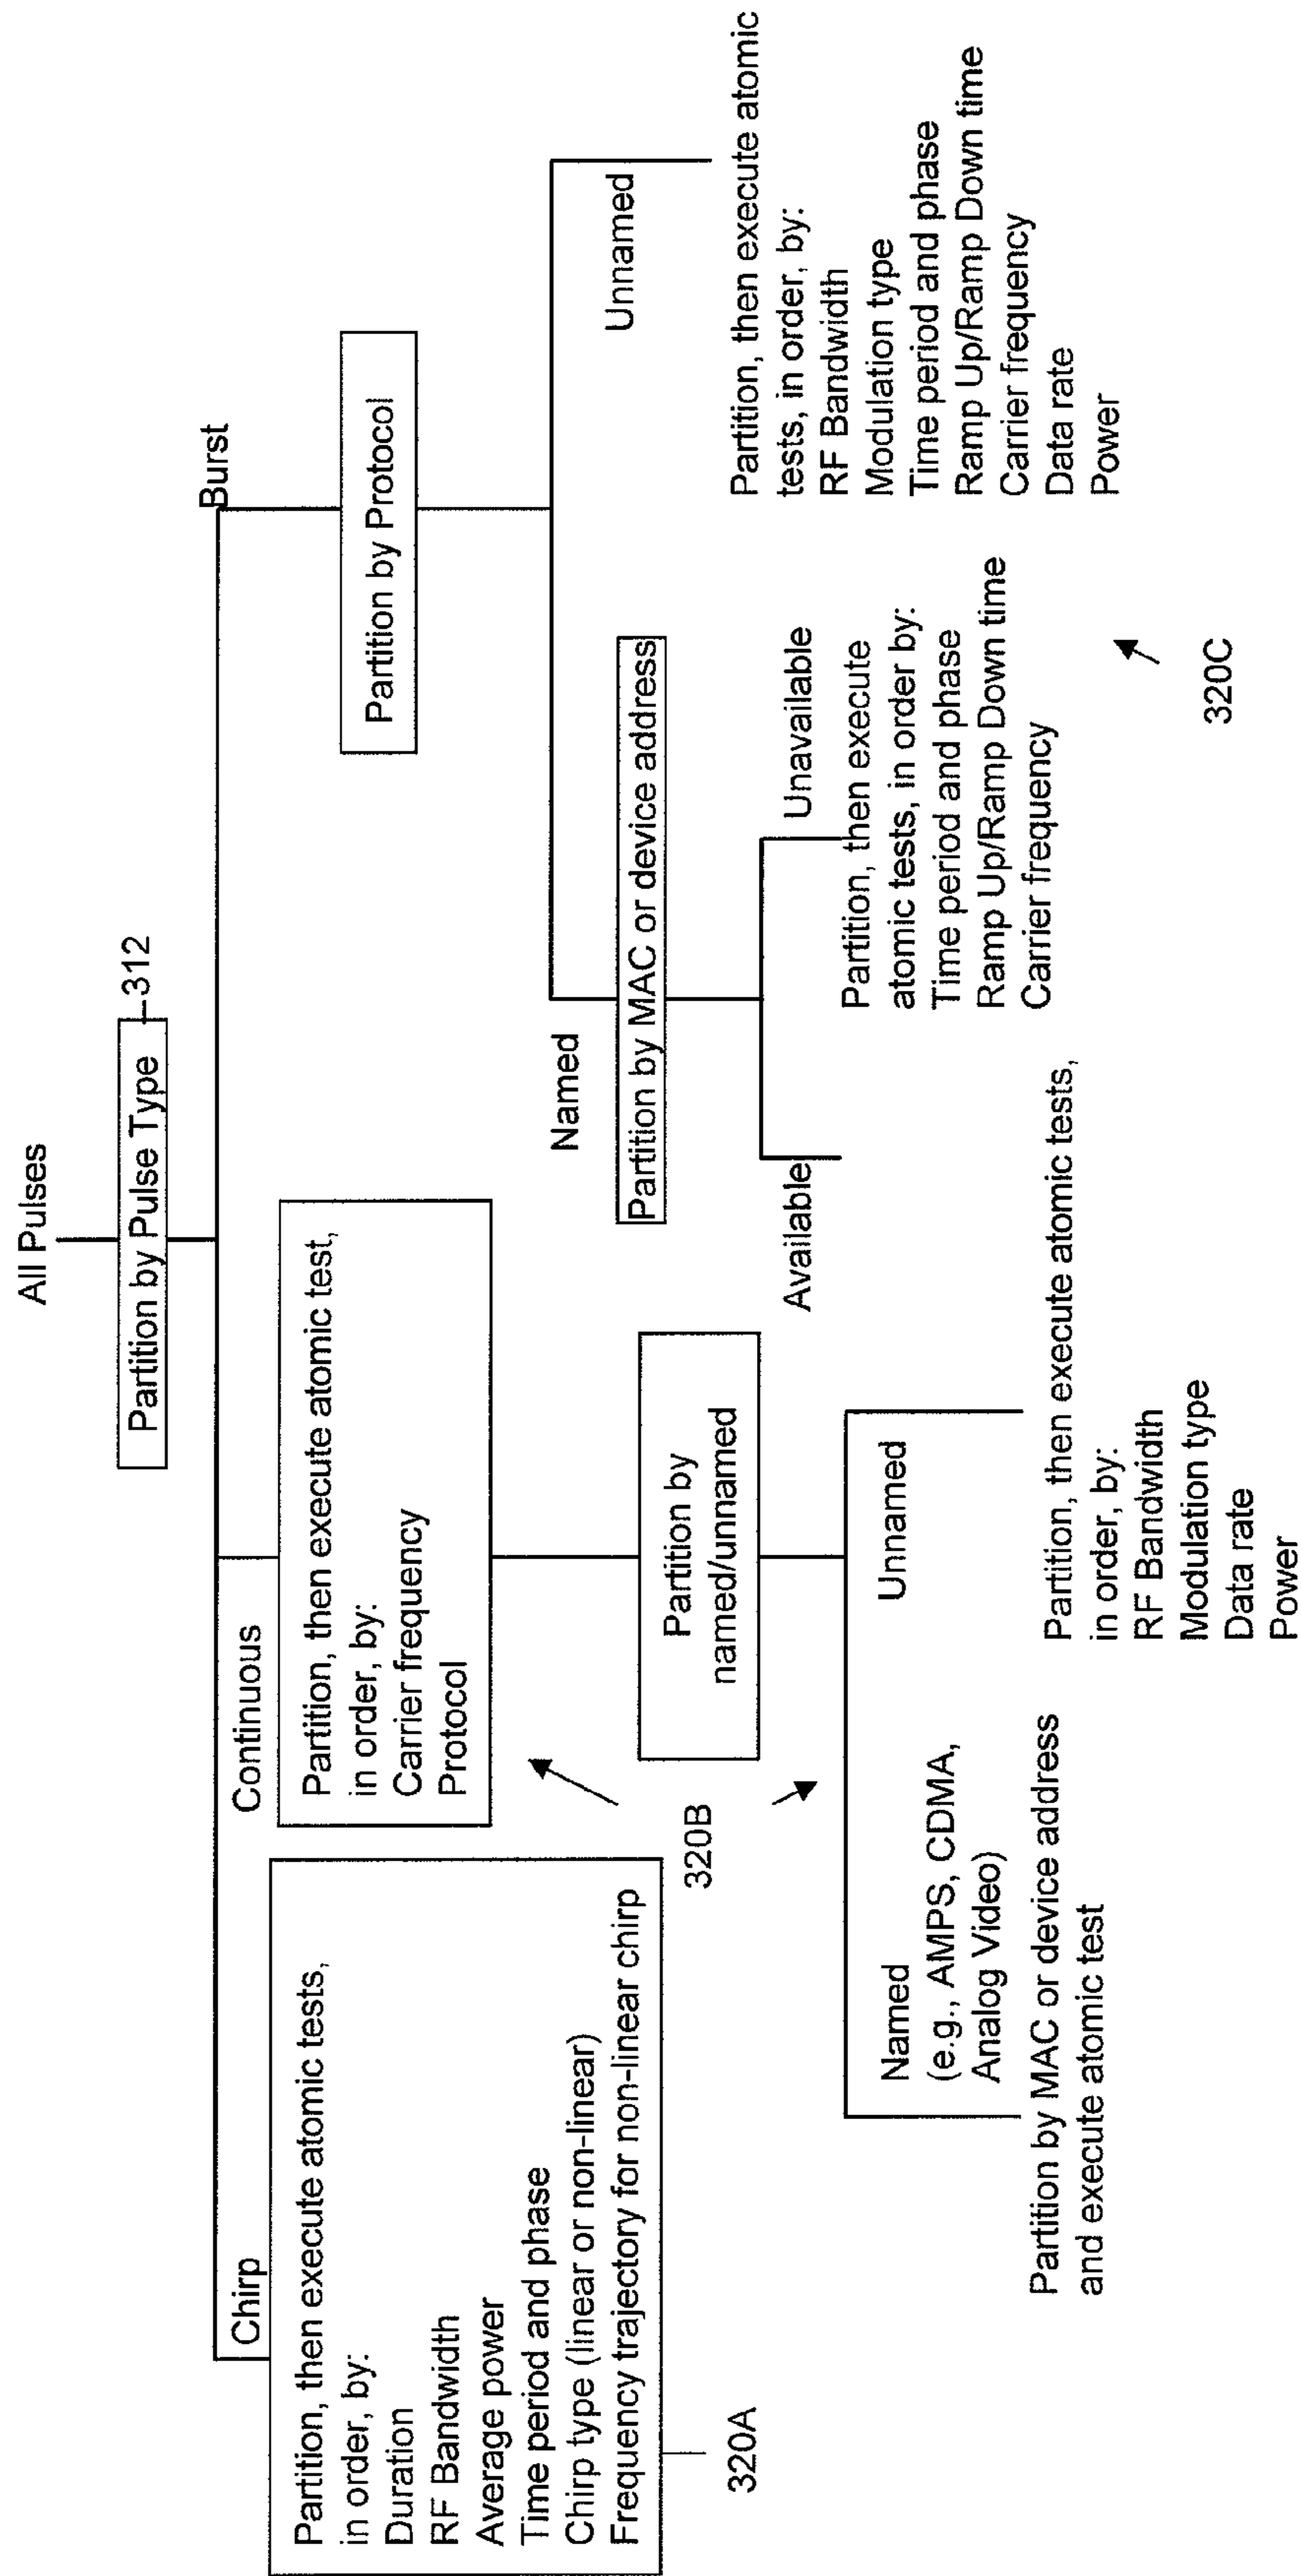 All Pulses
Partition by Pulse Type
312
Chirp
Partition, then execute atomic tests,
in order, by:
Duration
RF Bandwidth
Average power
Time period and phase
Chirp type (linear or non-linear)
Frequency trajectory for non-linear chirp
320A
Continuous
Partition, then execute atomic test,
in order, by:
Carrier frequency
Protocol
320B
Partition by
named/unnamed
Named
(e.g., AMPS, CDMA,
Analog Video)
Partition by MAC or device address
and execute atomic test
Unnamed
Partition, then execute atomic tests,
in order, by:
RF Bandwidth
Modulation type
Data rate
Power
Burst
Partition by Protocol
Named
Partition by MAC or device address
Available
Unavailable
Partition, then execute
atomic tests, in order by:
Time period and phase
Ramp Up/Ramp Down time
Carrier frequency
Unnamed
Partition, then execute atomic
tests, in order, by:
RF Bandwidth
Modulation type
Time period and phase
Ramp Up/Ramp Down time
Carrier frequency
Data rate
Power
320C